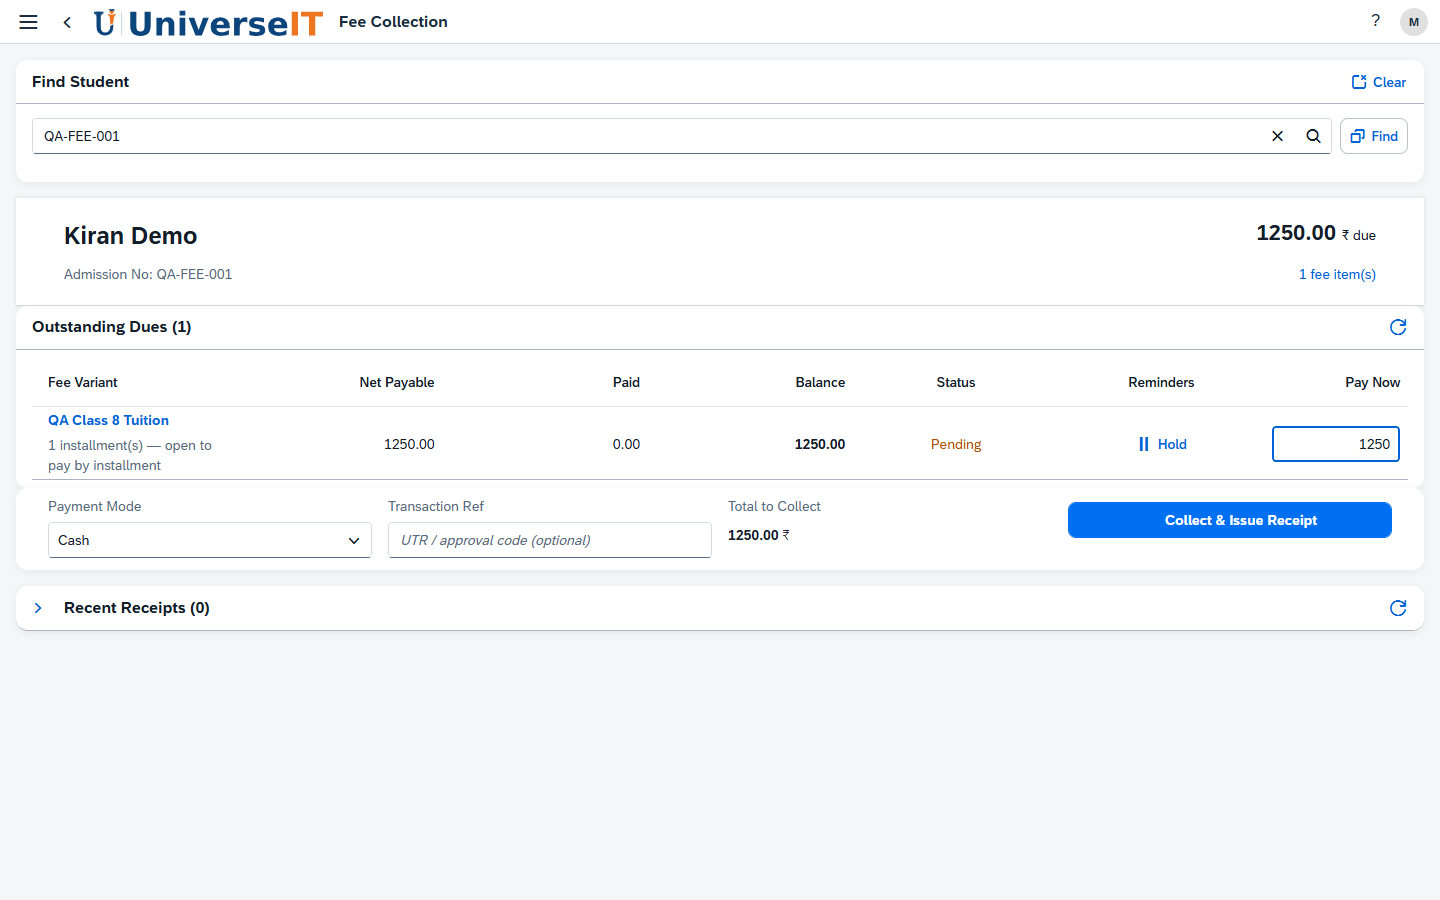 UniverseIT Fee Collection ? M
Find Student Clear
QA-FEE-001 Find
Kiran Demo 1250.00 ₹ due
Admission No: QA-FEE-001 1 fee item(s)
Outstanding Dues (1)
Fee Variant Net Payable Paid Balance Status Reminders Pay Now
QA Class 8 Tuition
1 installment(s) — open to
pay by installment
1250.00 0.00 1250.00 Pending Hold 1250
Payment Mode Transaction Ref Total to Collect
Cash UTR / approval code (optional) 1250.00 ₹ Collect & Issue Receipt
Recent Receipts (0)